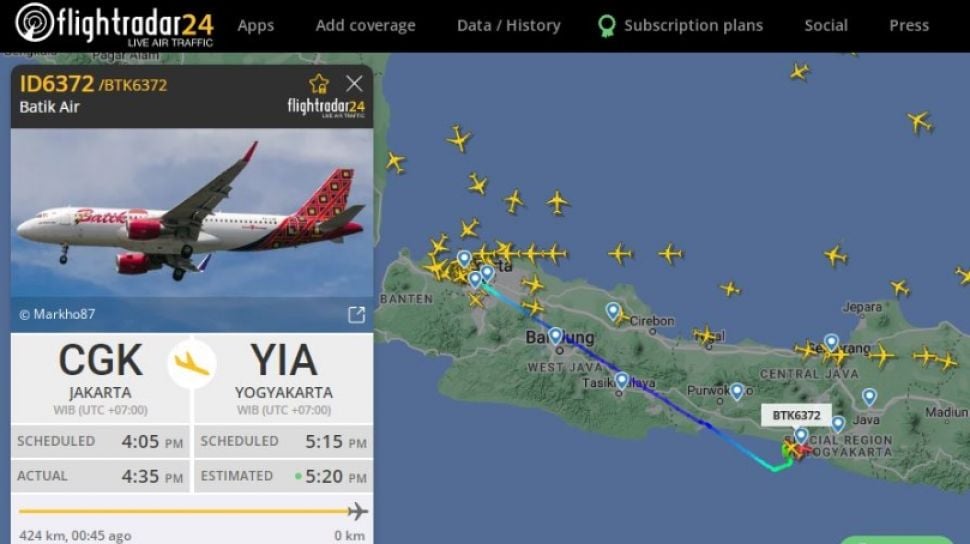 flightradar24
LIVE AIR TRAFFIC
Apps
Add coverage
Data / History
Subscription plans
Social
Press
Pagar Alam
ID6372 /BTK6372
Batik Air
flightradar24
LIVE AIR TRAFFIC
Batik
© Markho87
CGK
JAKARTA
WIB (UTC +07:00)
YIA
YOGYAKARTA
WIB (UTC +07:00)
SCHEDULED 4:05 PM
SCHEDULED 5:15 PM
ACTUAL 4:35 PM
ESTIMATED 5:20 PM
424 km, 00:45 ago
0 km
BANTEN
Cirebon
Jepara
WEST JAVA
CENTRAL JAVA
Madiun
Java
BTK6372